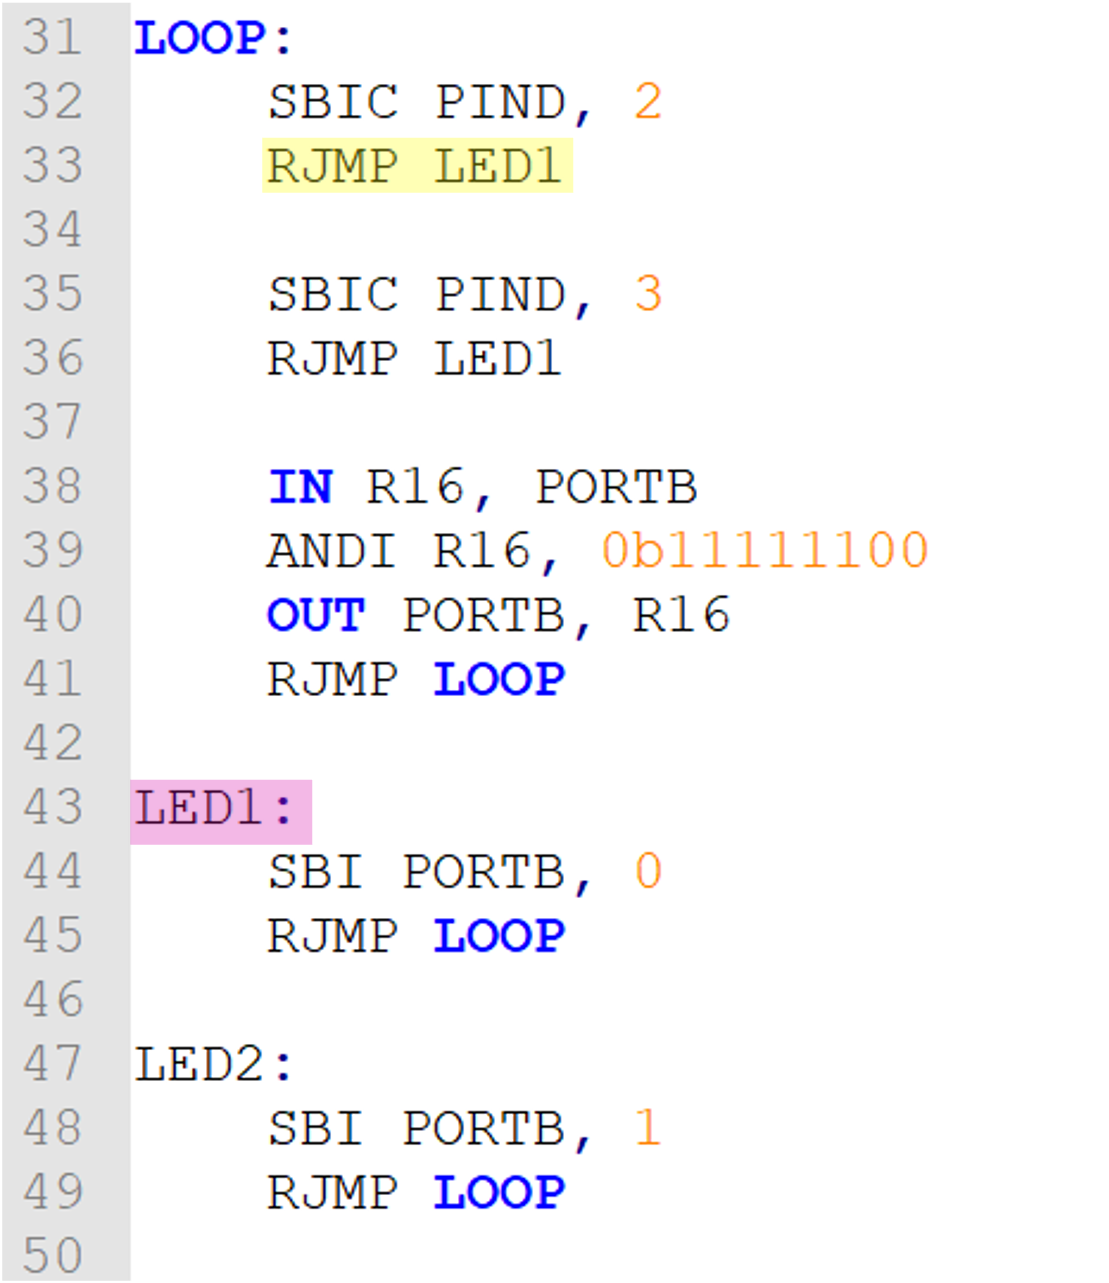 31 LOOP:
32 SBIC PIND, 2
33 RJMP LED1
34
35 SBIC PIND, 3
36 RJMP LED1
37
38 IN R16, PORTB
39 ANDI R16, 0b11111100
40 OUT PORTB, R16
41 RJMP LOOP
42
43 LED1:
44 SBI PORTB, 0
45 RJMP LOOP
46
47 LED2:
48 SBI PORTB, 1
49 RJMP LOOP
50